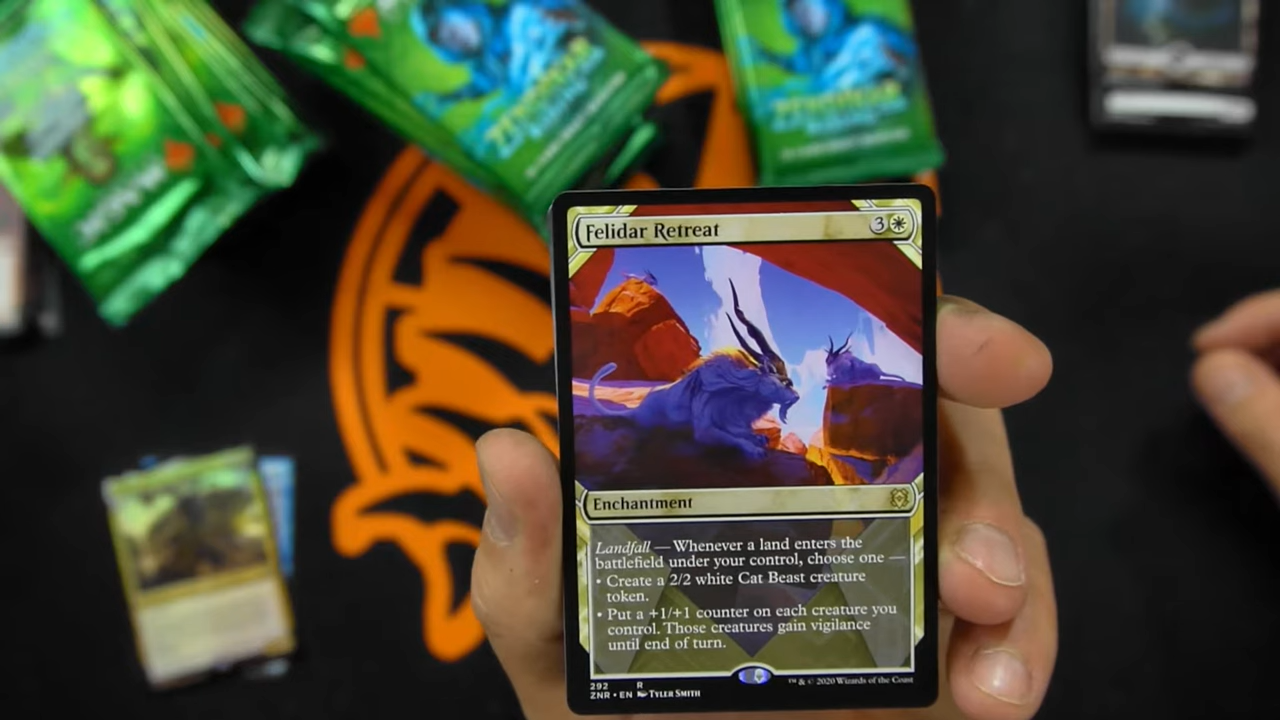 ZENDIKAR
Felidar Retreat
3
Enchantment
Landfall — Whenever a land enters the
battlefield under your control, choose one —
• Create a 2/2 white Cat Beast creature
token.
• Put a +1/+1 counter on each creature you
control. Those creatures gain vigilance
until end of turn.
292 R
ZNR • EN Tyler Smith
™ & © 2020 Wizards of the Coast